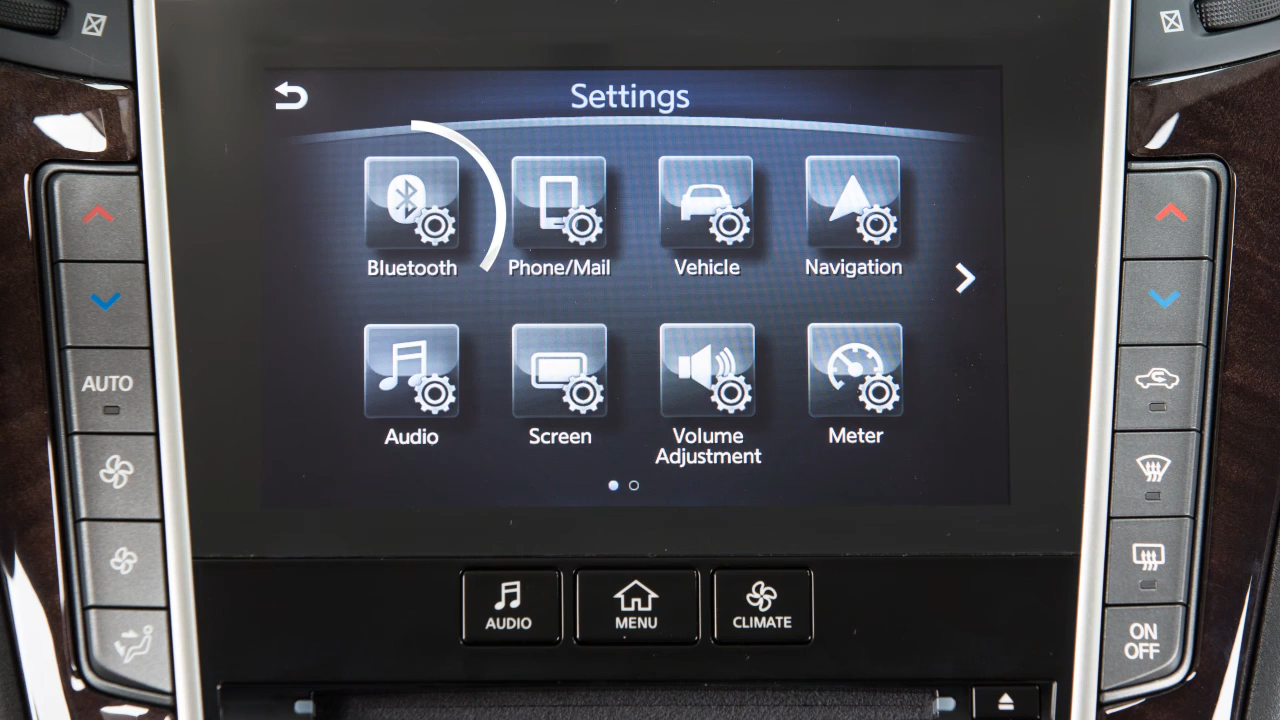 Settings
Bluetooth
Phone/Mail
Vehicle
Navigation
Audio
Screen
Volume
Adjustment
Meter
AUTO
AUDIO
MENU
CLIMATE
ON
OFF